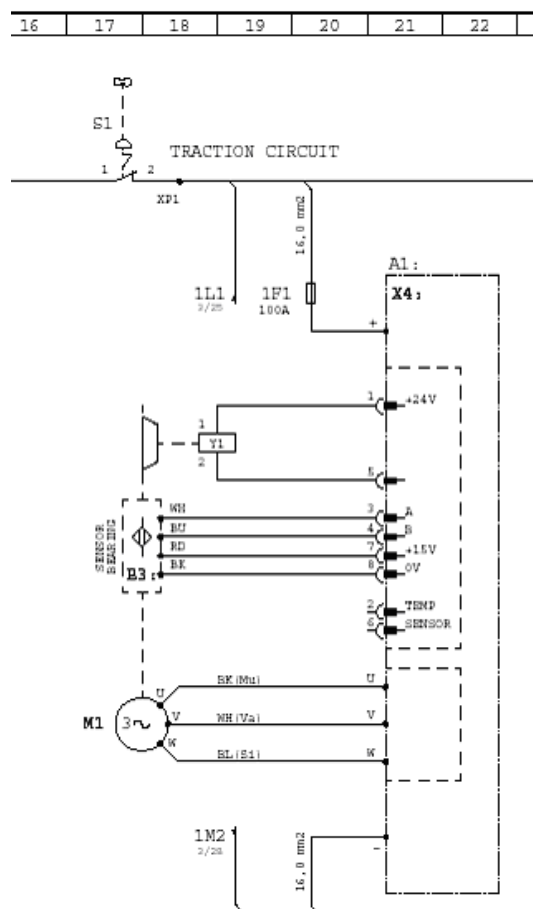 16 17 18 19 20 21 22
S1
TRACTION CIRCUIT
1 2
XP1
16,0 mm2
A1:
1L1 1F1 X4:
3/25 100A
+
1 +24V
1
Y1
2
5
WH 3 A
BU 4 B
RD 7 +15V
BK 8 0V
SENSOR BEARING
B3:
2 TEMP
6 SENSOR
U BK(Mu) U
M1 3 V WH(Va) V
W BL(Si) W
1M2
3/28
16,0 mm2
-